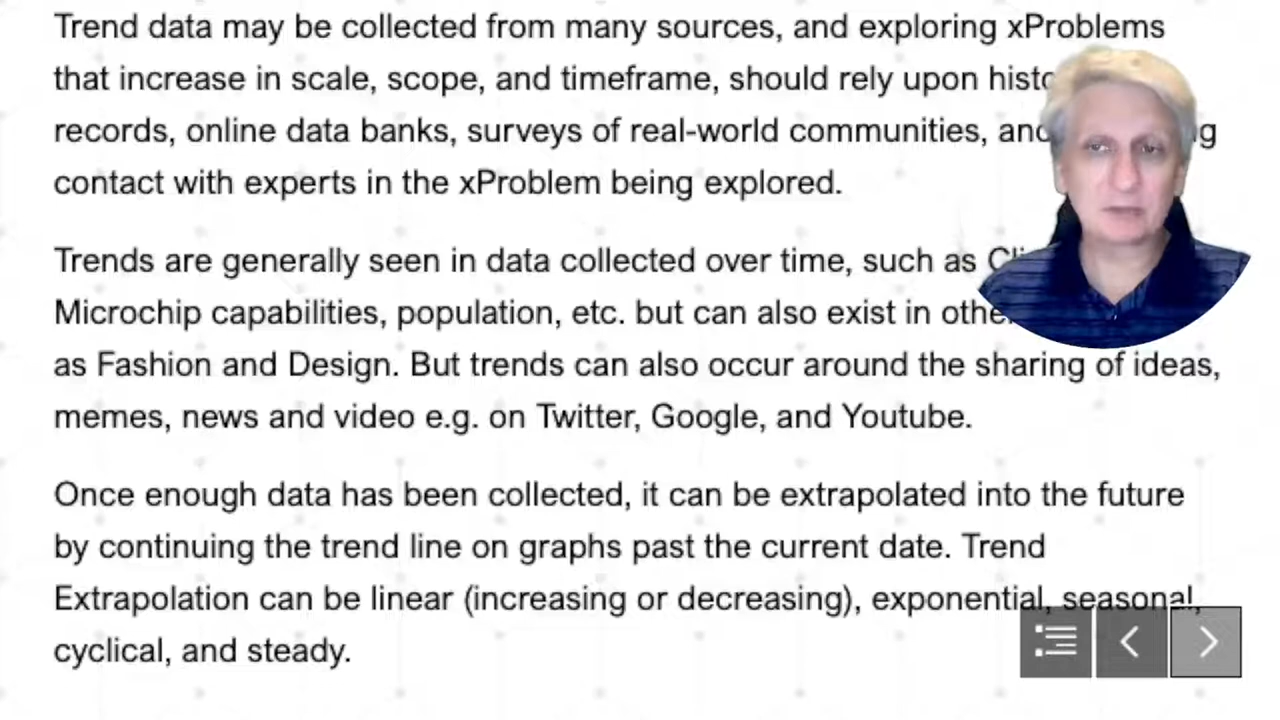 Trend data may be collected from many sources, and exploring xProblems
that increase in scale, scope, and timeframe, should rely upon
records, online data banks, surveys of real-world communities,
contact with experts in the xProblem being explored.
Trends are generally seen in data collected over time, such as
Microchip capabilities, population, etc. but can also exist in
as Fashion and Design. But trends can also occur around the sharing of ideas,
memes, news and video e.g. on Twitter, Google, and Youtube.
Once enough data has been collected, it can be extrapolated into the future
by continuing the trend line on graphs past the current date. Trend
Extrapolation can be linear (increasing or decreasing), exponential, seasonal,
cyclical, and steady.